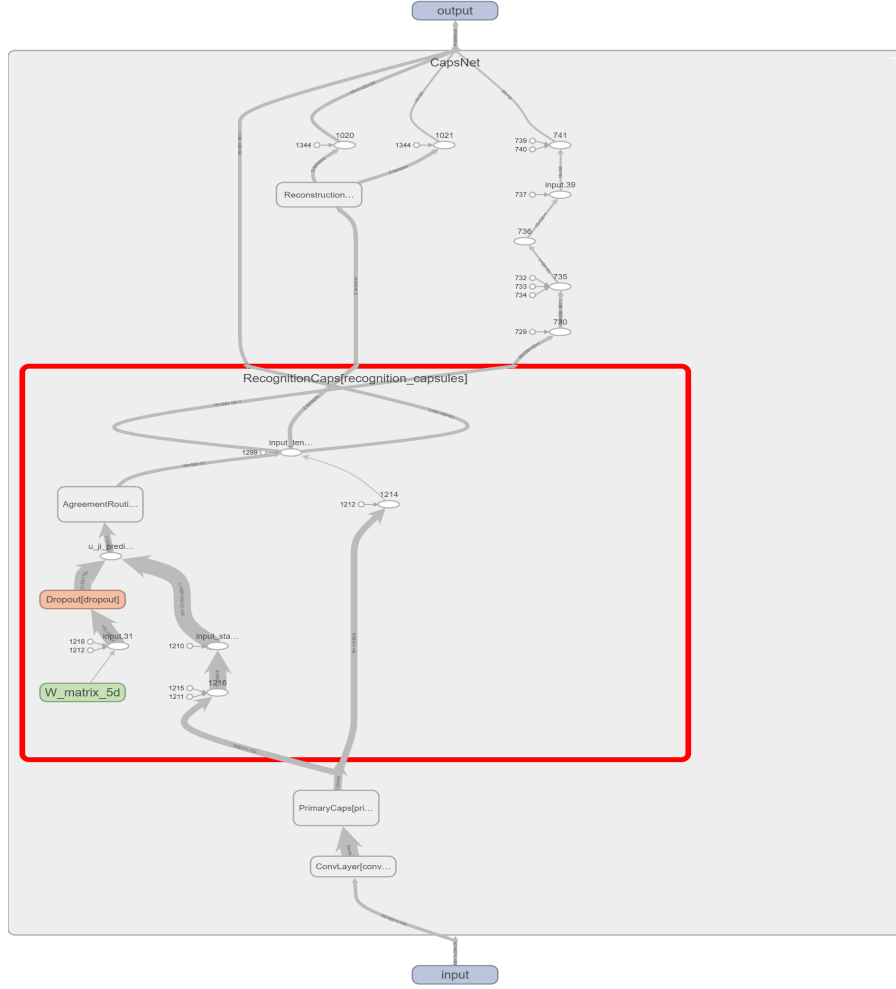 output
CapsNet
1020
1344
1021
1344
741
739
740
Reconstruction...
input.39
737
736
735
732
733
734
730
729
RecognitionCaps[recognition_capsules]
input_ten...
1299
AgreementRouti...
1214
1212
u_ji_predi...
Dropout[dropout]
input.31
1218
1212
input_sta...
1210
W_matrix_5d
1216
1215
1211
PrimaryCaps[pri...
ConvLayer[conv...
input